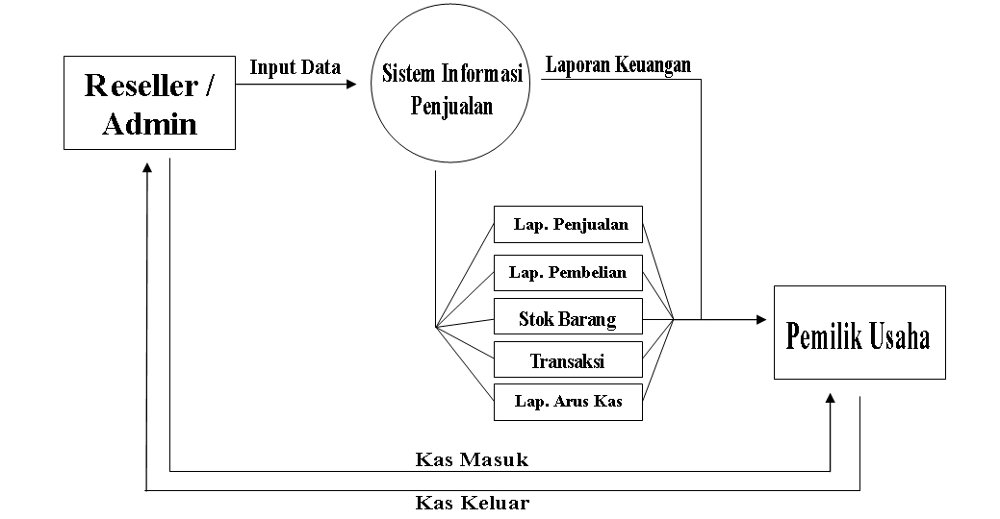 Reseller /
Admin
Input Data
Sistem Informasi
Penjualan
Laporan Keuangan
Lap. Penjualan
Lap. Pembelian
Stok Barang
Transaksi
Lap. Arus Kas
Pemilik Usaha
Kas Masuk
Kas Keluar